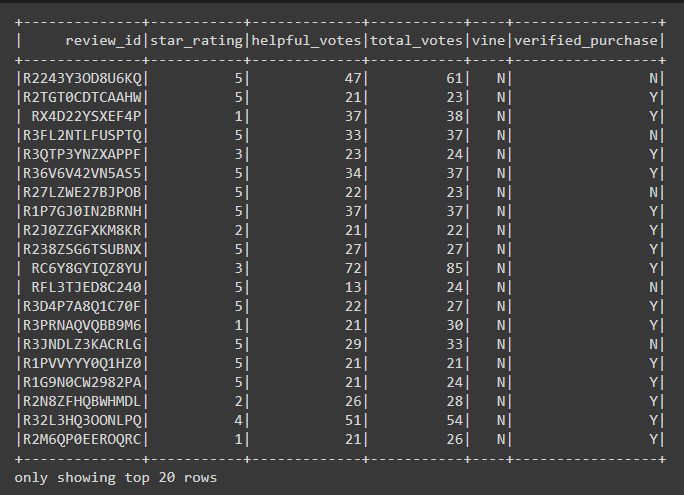 +--------------+-----------+-------------+-----------+----+-----------------+
|     review_id|star_rating|helpful_votes|total_votes|vine|verified_purchase|
+--------------+-----------+-------------+-----------+----+-----------------+
|R2243Y3OD8U6KQ|          5|           47|         61|   N|                N|
|R2TGT0CDTCAAHW|          5|           21|         23|   N|                Y|
| RX4D22YSXEF4P|          1|           37|         38|   N|                Y|
|R3FL2NTLFUSPTQ|          5|           33|         37|   N|                N|
|R3QTP3YNZXAPPF|          3|           23|         24|   N|                Y|
|R36V6V42VN5AS5|          5|           34|         37|   N|                Y|
|R27LZWE27BJPOB|          5|           22|         23|   N|                N|
|R1P7GJ0IN2BRNH|          5|           37|         37|   N|                Y|
|R2J0ZZGFXKM8KR|          2|           21|         22|   N|                Y|
|R238ZSG6TSUBNX|          5|           27|         27|   N|                Y|
| RC6Y8GYIQZ8YU|          3|           72|         85|   N|                Y|
| RFL3TJED8C240|          5|           13|         24|   N|                N|
|R3D4P7A8Q1C70F|          5|           22|         27|   N|                Y|
|R3PRNAQVQBB9M6|          1|           21|         30|   N|                Y|
|R3JNDLZ3KACRLG|          5|           29|         33|   N|                N|
|R1PVVYYY0Q1HZ0|          5|           21|         21|   N|                Y|
|R1G9N0CW2982PA|          5|           21|         24|   N|                Y|
|R2N8ZFHQBWHMDL|          2|           26|         28|   N|                Y|
|R32L3HQ3OONLPQ|          4|           51|         54|   N|                Y|
|R2M6QP0EEROQRC|          1|           21|         26|   N|                Y|
+--------------+-----------+-------------+-----------+----+-----------------+
only showing top 20 rows